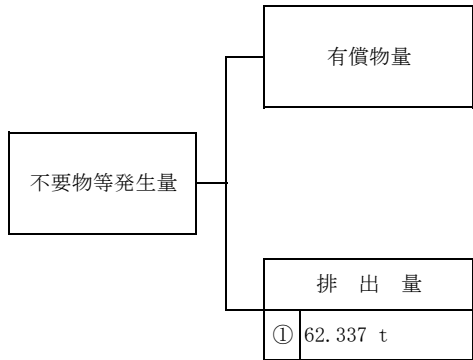 有償物量
不要物等発生量
排 出 量
① 62.337 t